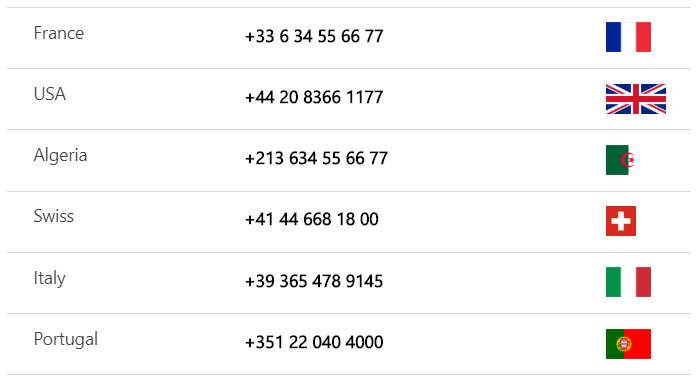 France +33 6 34 55 66 77
USA +44 20 8366 1177
Algeria +213 634 55 66 77
Swiss +41 44 668 18 00
Italy +39 365 478 9145
Portugal +351 22 040 4000